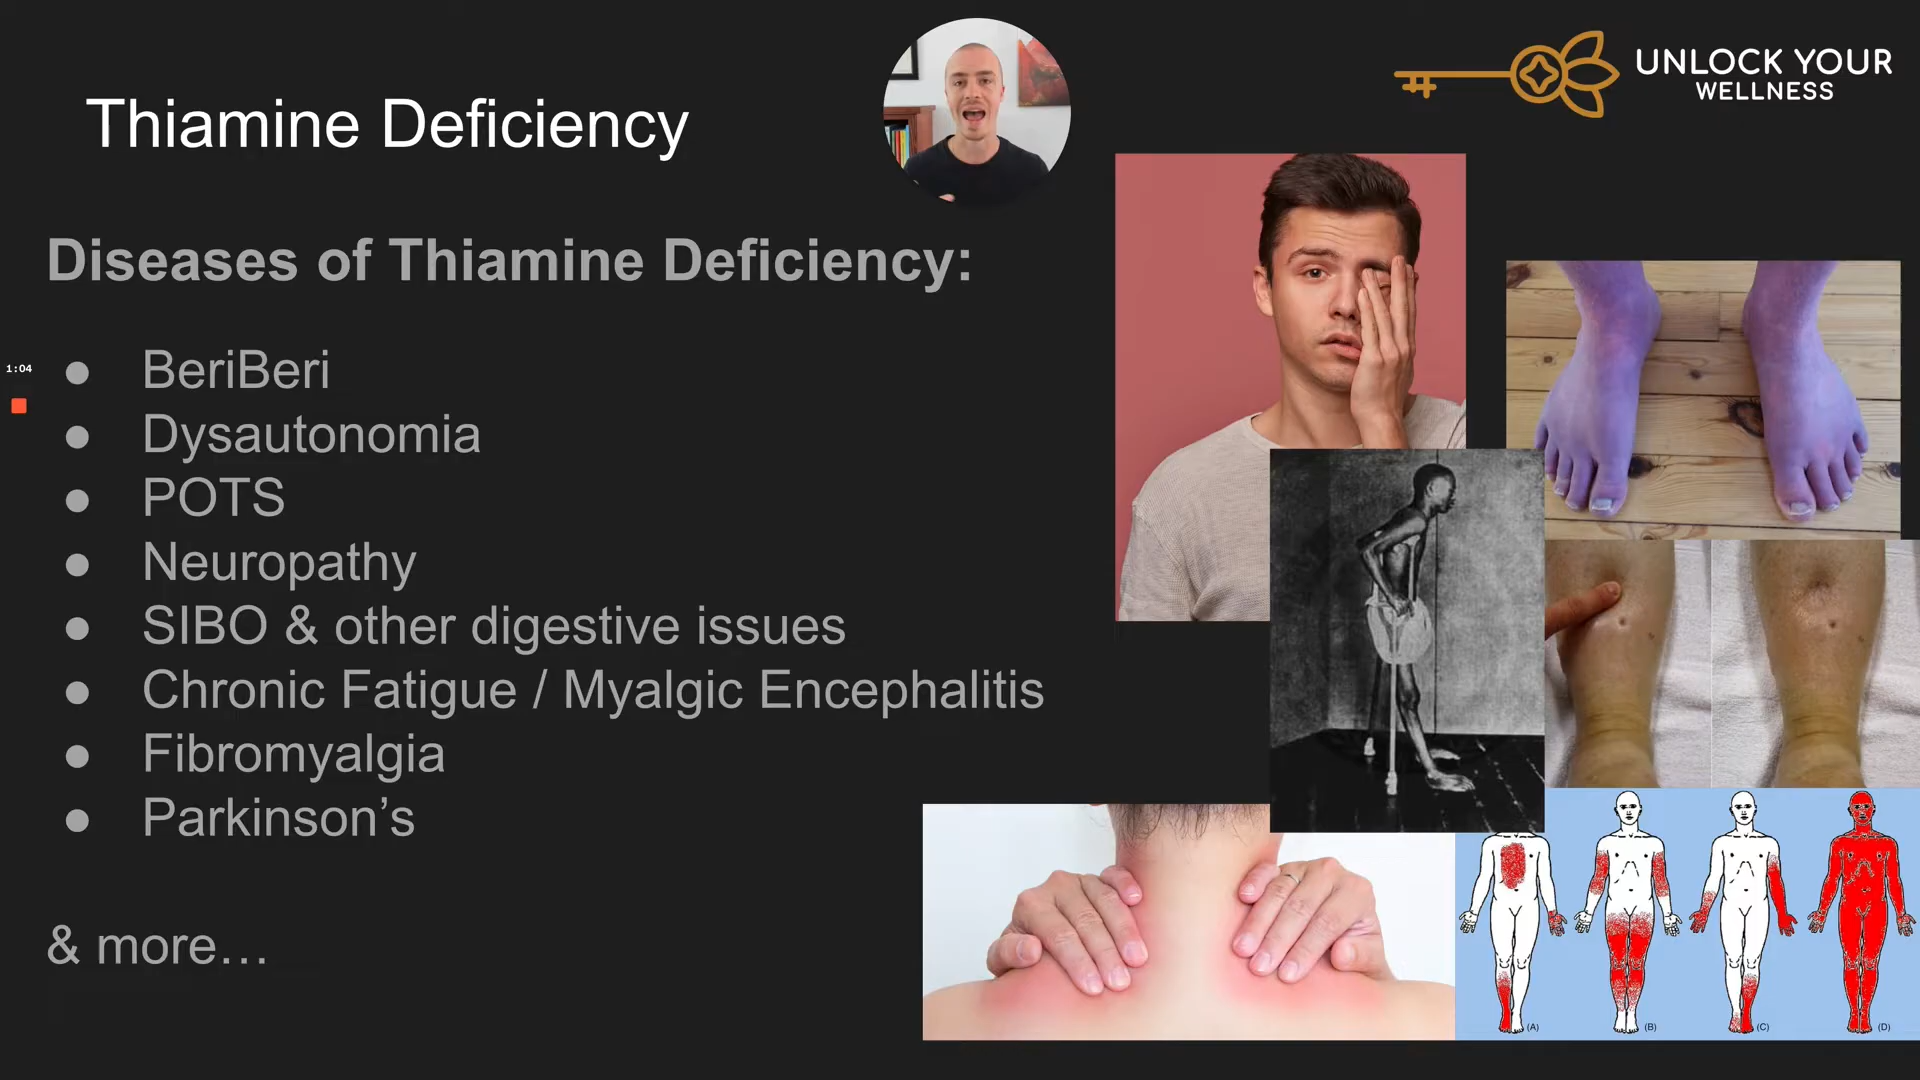 Thiamine Deficiency
UNLOCK YOUR
WELLNESS
Diseases of Thiamine Deficiency:
1:04
● BeriBeri
● Dysautonomia
● POTS
● Neuropathy
● SIBO & other digestive issues
● Chronic Fatigue / Myalgic Encephalitis
● Fibromyalgia
● Parkinson’s
& more…
(A) (B) (C) (D)